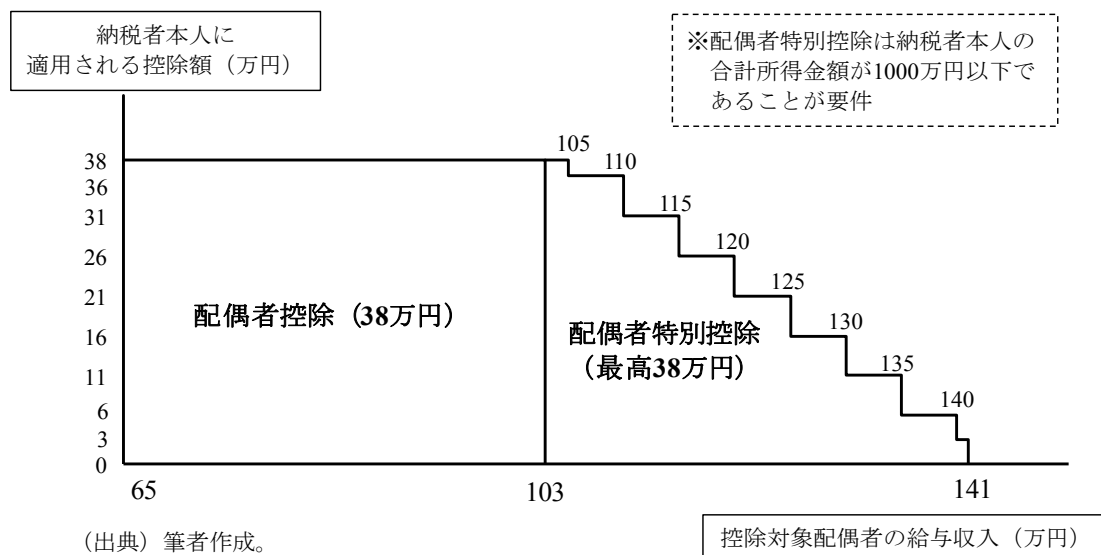 納税者本人に
適用される控除額（万円）
※配偶者特別控除は納税者本人の
合計所得金額が1000万円以下で
あることが要件
38
36
31
26
21
16
11
6
3
0
105
110
115
120
125
130
135
140
配偶者控除（38万円）
配偶者特別控除
（最高38万円）
65
103
141
（出典）筆者作成。
控除対象配偶者の給与収入（万円）